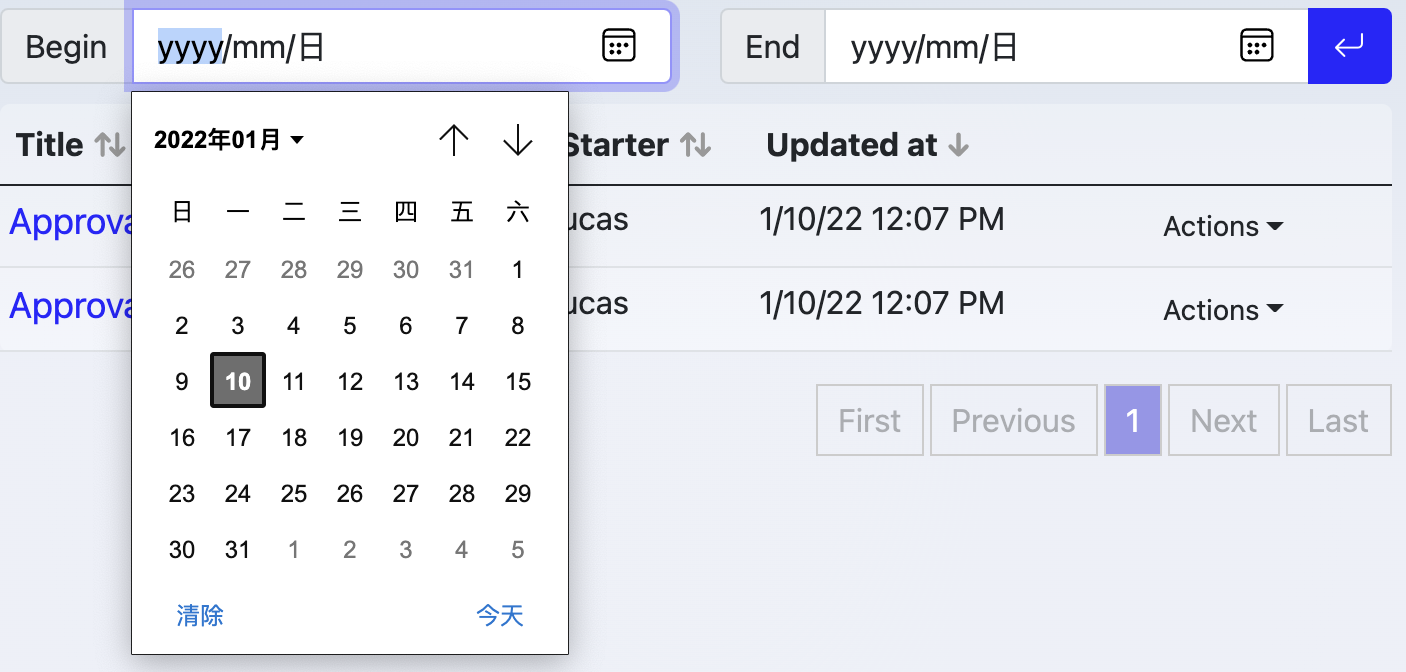 Begin yyyy/mm/日 End yyyy/mm/日
2022年01月
Title Starter Updated at
日 一 二 三 四 五 六
Approva ucas 1/10/22 12:07 PM Actions
26 27 28 29 30 31 1
2 3 4 5 6 7 8
Approva ucas 1/10/22 12:07 PM Actions
9 10 11 12 13 14 15
16 17 18 19 20 21 22
First Previous 1 Next Last
23 24 25 26 27 28 29
30 31 1 2 3 4 5
清除 今天